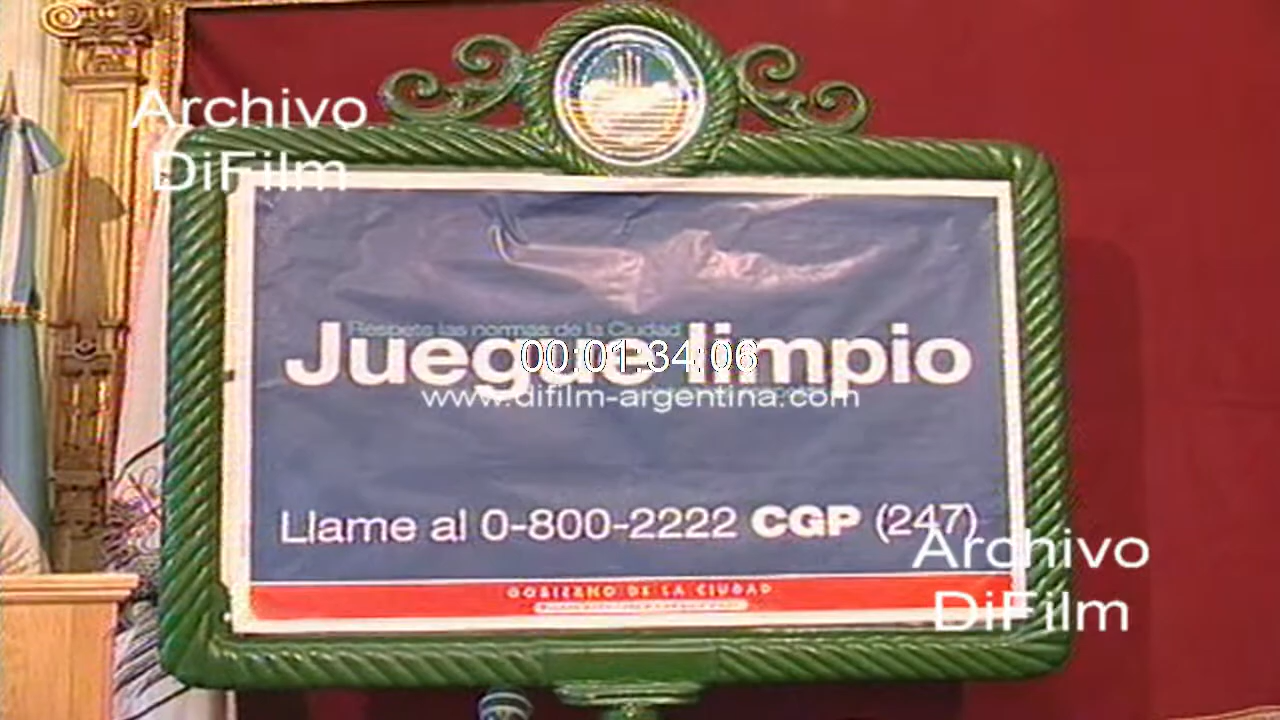 Archivo
DiFilm
Respete las normas de la Ciudad
Juegue limpio
00:01:34:06
www.difilm-argentina.com
Llame al 0-800-2222 CGP (247)
Archivo
DiFilm
GOBIERNO DE LA CIUDAD